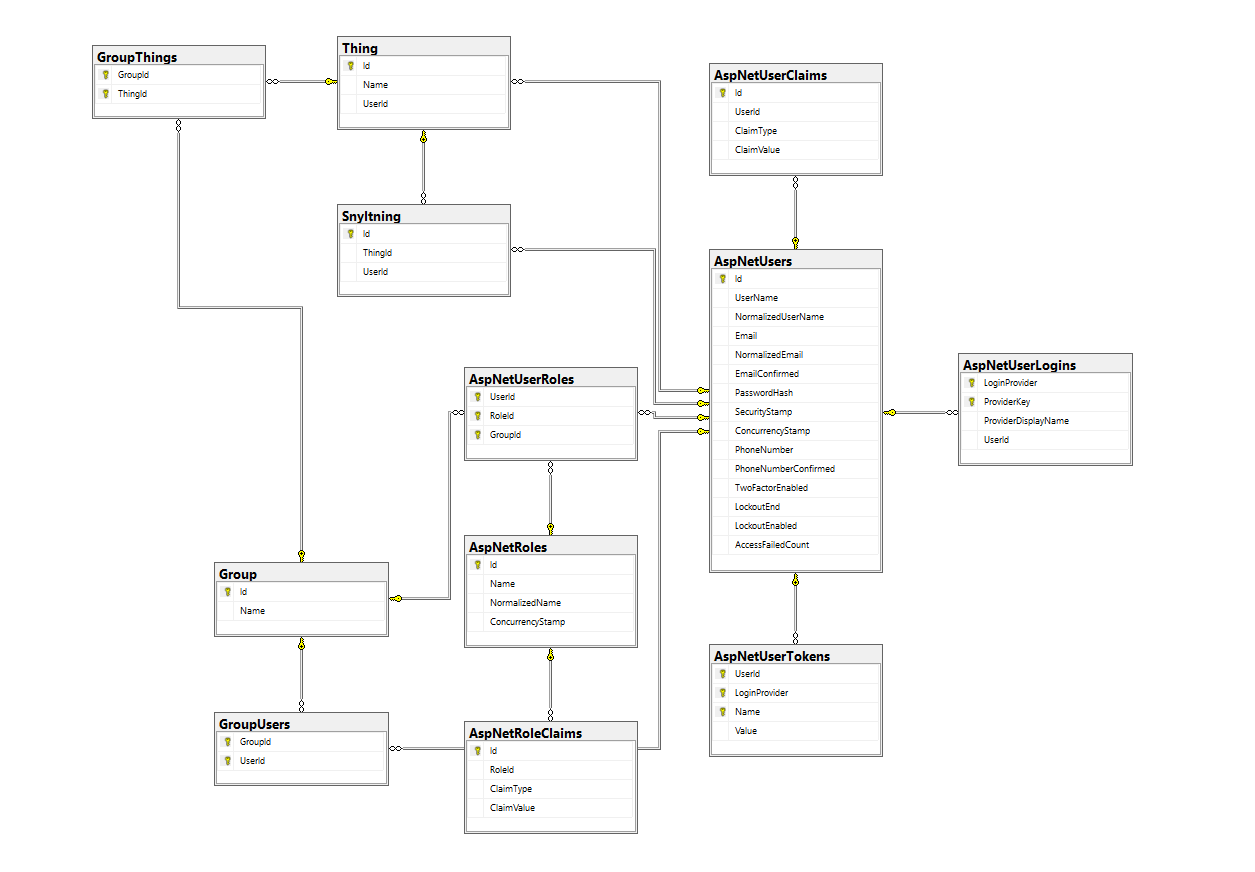 GroupThings
GroupId
ThingId
Thing
Id
Name
UserId
AspNetUserClaims
Id
UserId
ClaimType
ClaimValue
SnyItning
Id
ThingId
UserId
AspNetUsers
Id
UserName
NormalizedUserName
Email
NormalizedEmail
EmailConfirmed
PasswordHash
SecurityStamp
ConcurrencyStamp
PhoneNumber
PhoneNumberConfirmed
TwoFactorEnabled
LockoutEnd
LockoutEnabled
AccessFailedCount
AspNetUserLogins
LoginProvider
ProviderKey
ProviderDisplayName
UserId
AspNetUserRoles
UserId
RoleId
GroupId
AspNetRoles
Id
Name
NormalizedName
ConcurrencyStamp
Group
Id
Name
AspNetUserTokens
UserId
LoginProvider
Name
Value
GroupUsers
GroupId
UserId
AspNetRoleClaims
Id
RoleId
ClaimType
ClaimValue